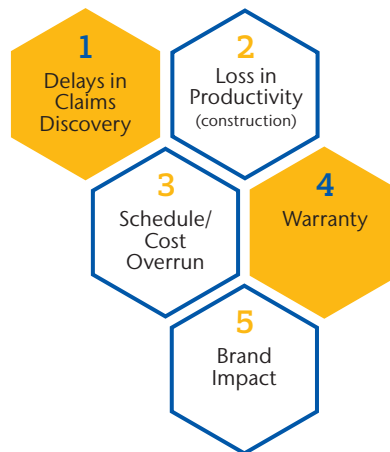 1
Delays in
Claims
Discovery
2
Loss in
Productivity
(construction)
3
Schedule/
Cost
Overrun
4
Warranty
5
Brand
Impact